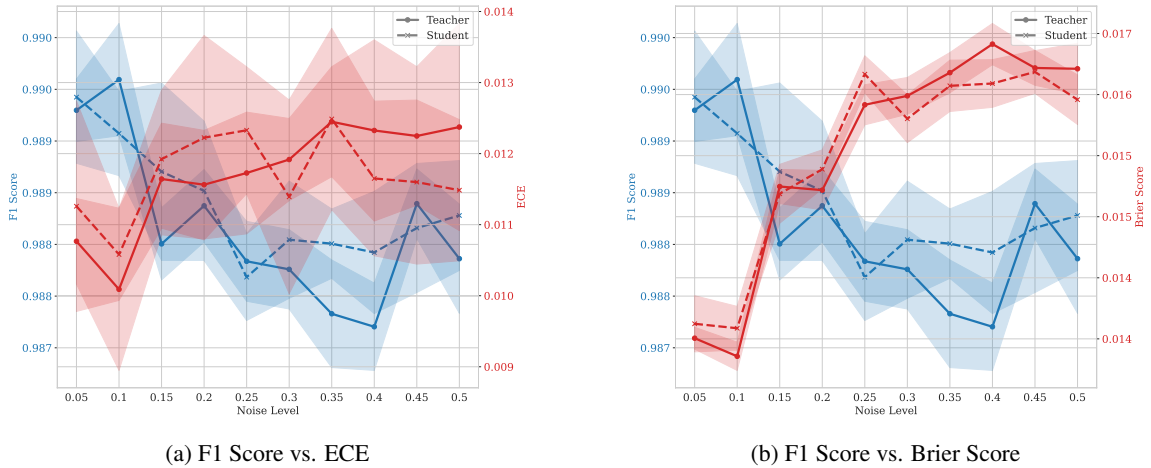 0.014
0.990
0.990
0.989
0.989
0.988
0.988
0.987
F1 Score
Teacher
Student
0.013
0.012
0.011
0.010
0.009
ECE
0.05 0.1 0.15 0.2 0.25 0.3 0.35 0.4 0.45 0.5
Noise Level
(a) F1 Score vs. ECE
0.990
0.990
0.989
0.989
0.988
0.988
0.987
F1 Score
Teacher
Student
0.017
0.016
0.015
0.015
0.014
0.014
Brier Score
0.05 0.1 0.15 0.2 0.25 0.3 0.35 0.4 0.45 0.5
Noise Level
(b) F1 Score vs. Brier Score